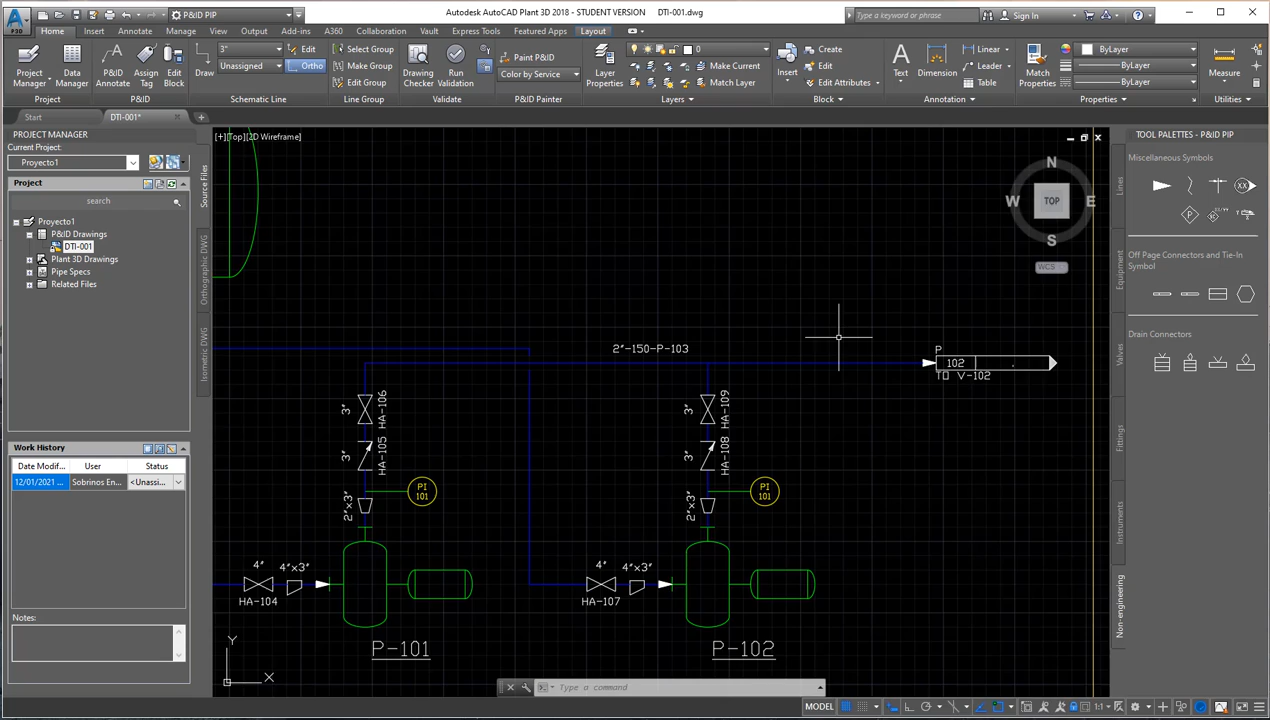 P3D
P&ID PIP
Autodesk AutoCAD Plant 3D 2018 - STUDENT VERSION DTI-001.dwg
Type a keyword or phrase
Sign In
Home
Insert
Annotate
Manage
View
Output
Add-ins
A360
Collaboration
Vault
Express Tools
Featured Apps
Layout
Project Manager
Data Manager
Project
P&ID Annotate
Assign Tag
Edit Block
P&ID
Draw
3"
Unassigned
Edit
Ortho
Schematic Line
Select Group
Make Group
Edit Group
Line Group
Drawing Checker
Run Validation
Validate
Paint P&ID
Color by Service
P&ID Painter
Layer Properties
0
Make Current
Match Layer
Layers
Insert
Create
Edit
Edit Attributes
Block
Text
Dimension
Linear
Leader
Table
Annotation
Match Properties
ByLayer
ByLayer
ByLayer
Properties
Measure
Utilities
Start
DTI-001*
PROJECT MANAGER
Current Project:
Proyecto1
Project
search
Proyecto1
P&ID Drawings
DTI-001
Plant 3D Drawings
Pipe Specs
Related Files
Source Files
Orthographic DWG
Isometric DWG
Work History
Date Modif... User Status
12/01/2021 ... Sobrinos En... <Unassi...
Notes:
[+][Top][2D Wireframe]
N
W TOP E
S
WCS
2"-150-P-103
P
102 .
TO V-102
3" HA-106
3" HA-105
2"x3"
PI
101
4" 4"x3"
HA-104
P-101
3" HA-109
3" HA-108
2"x3"
PI
101
4" 4"x3"
HA-107
P-102
Y
X
Type a command
TOOL PALETTES - P&ID PIP
Miscellaneous Symbols
XX
P
Off Page Connectors and Tie-In Symbol
Drain Connectors
Lines
Equipment
Valves
Fittings
Instruments
Non-engineering
MODEL
1:1